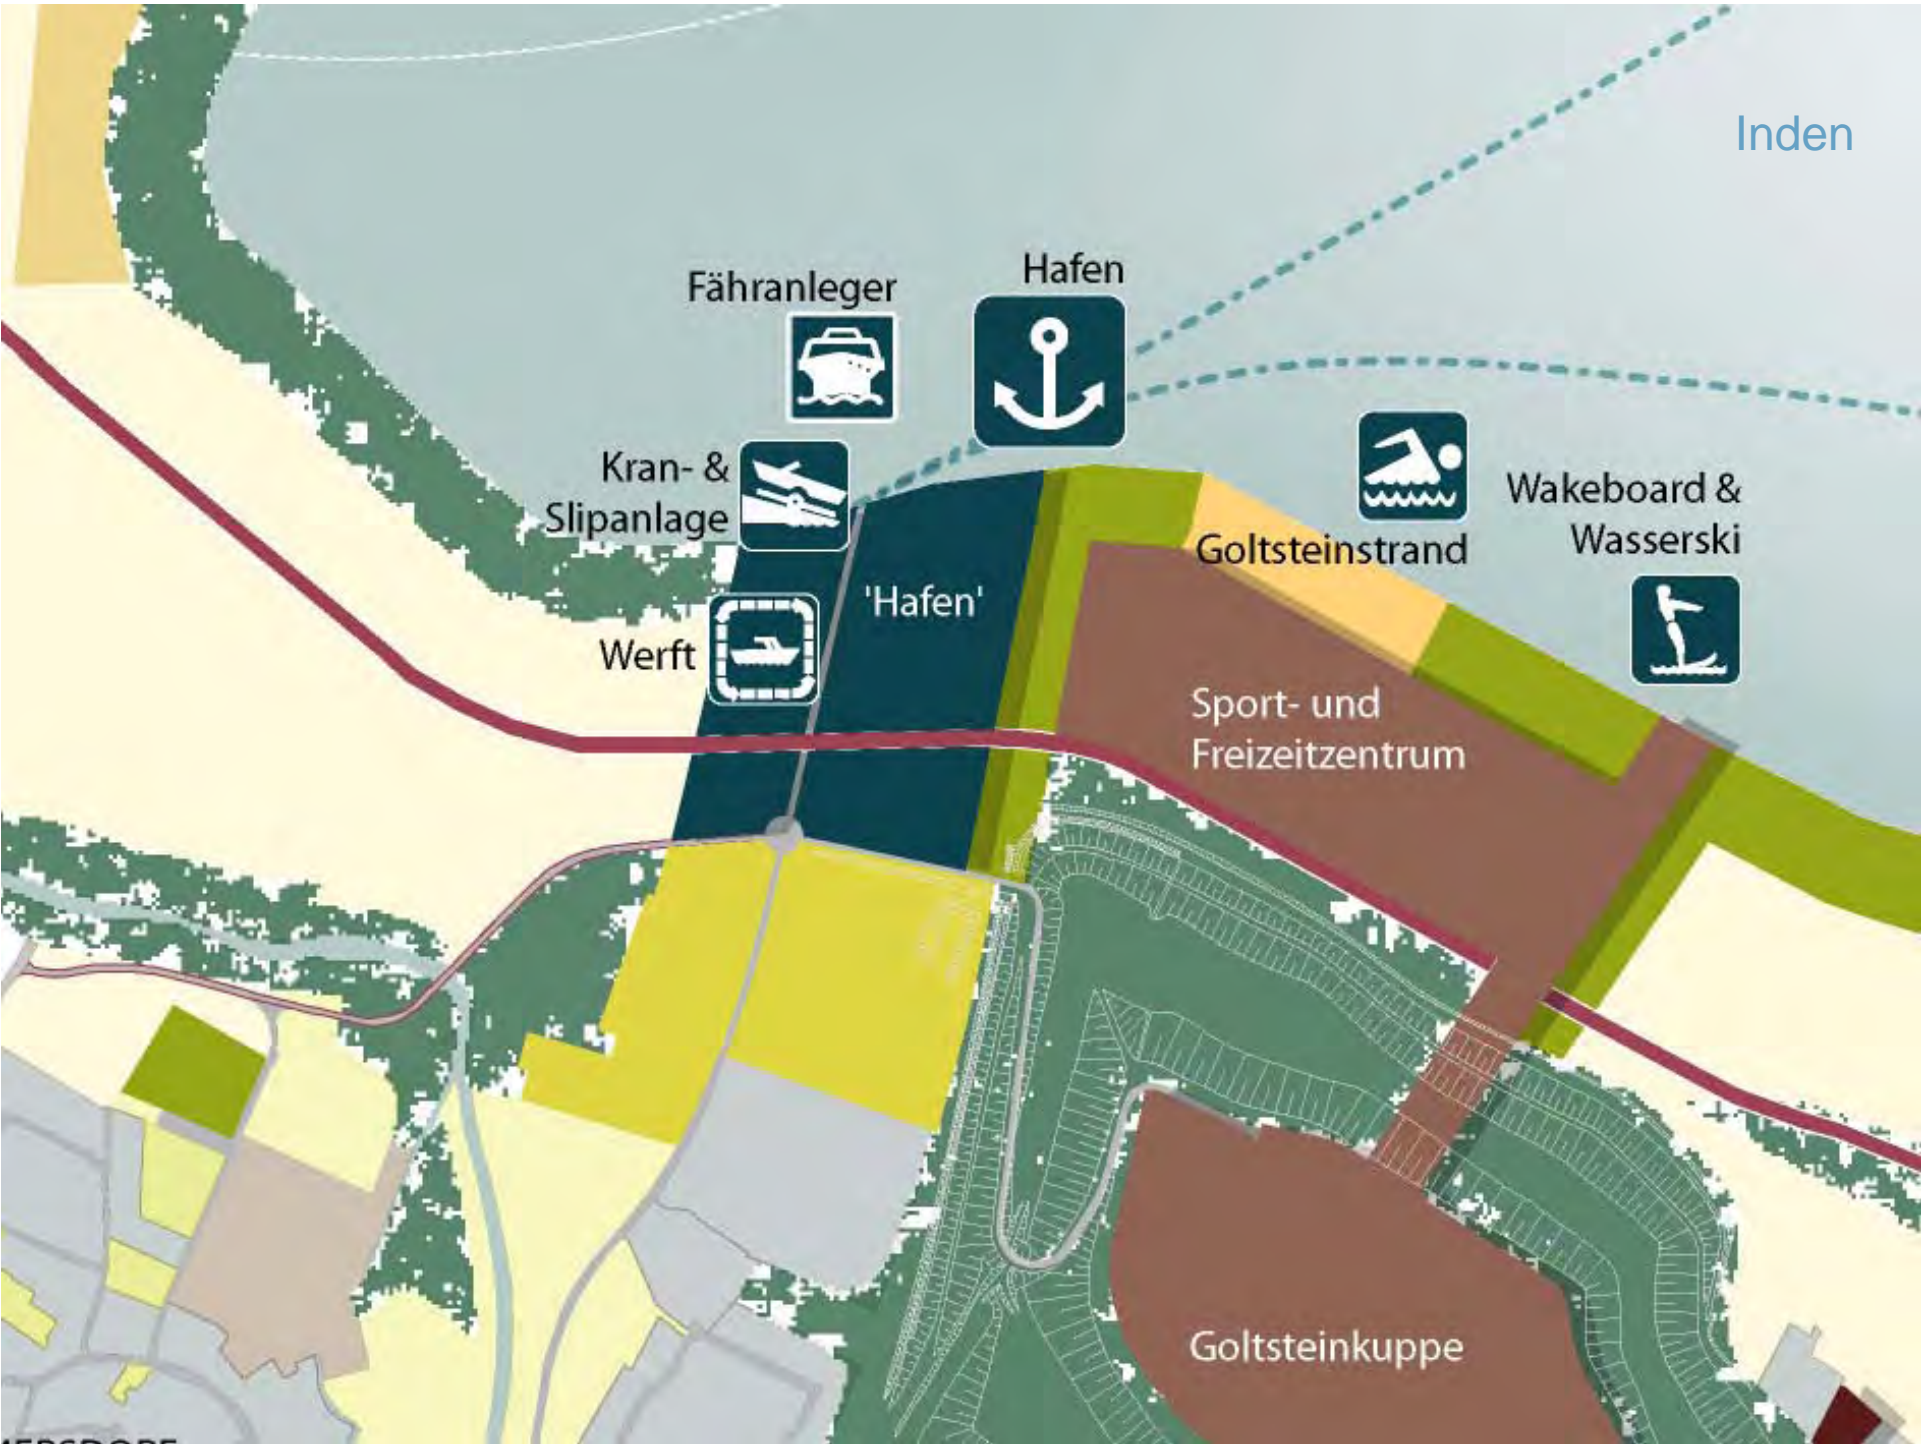 Inden
Hafen
Fähranleger
Kran- &
Slipanlage
Wakeboard &
Wasserski
Goltsteinstrand
'Hafen'
Werft
Sport- und
Freizeitzentrum
Goltsteinkuppe